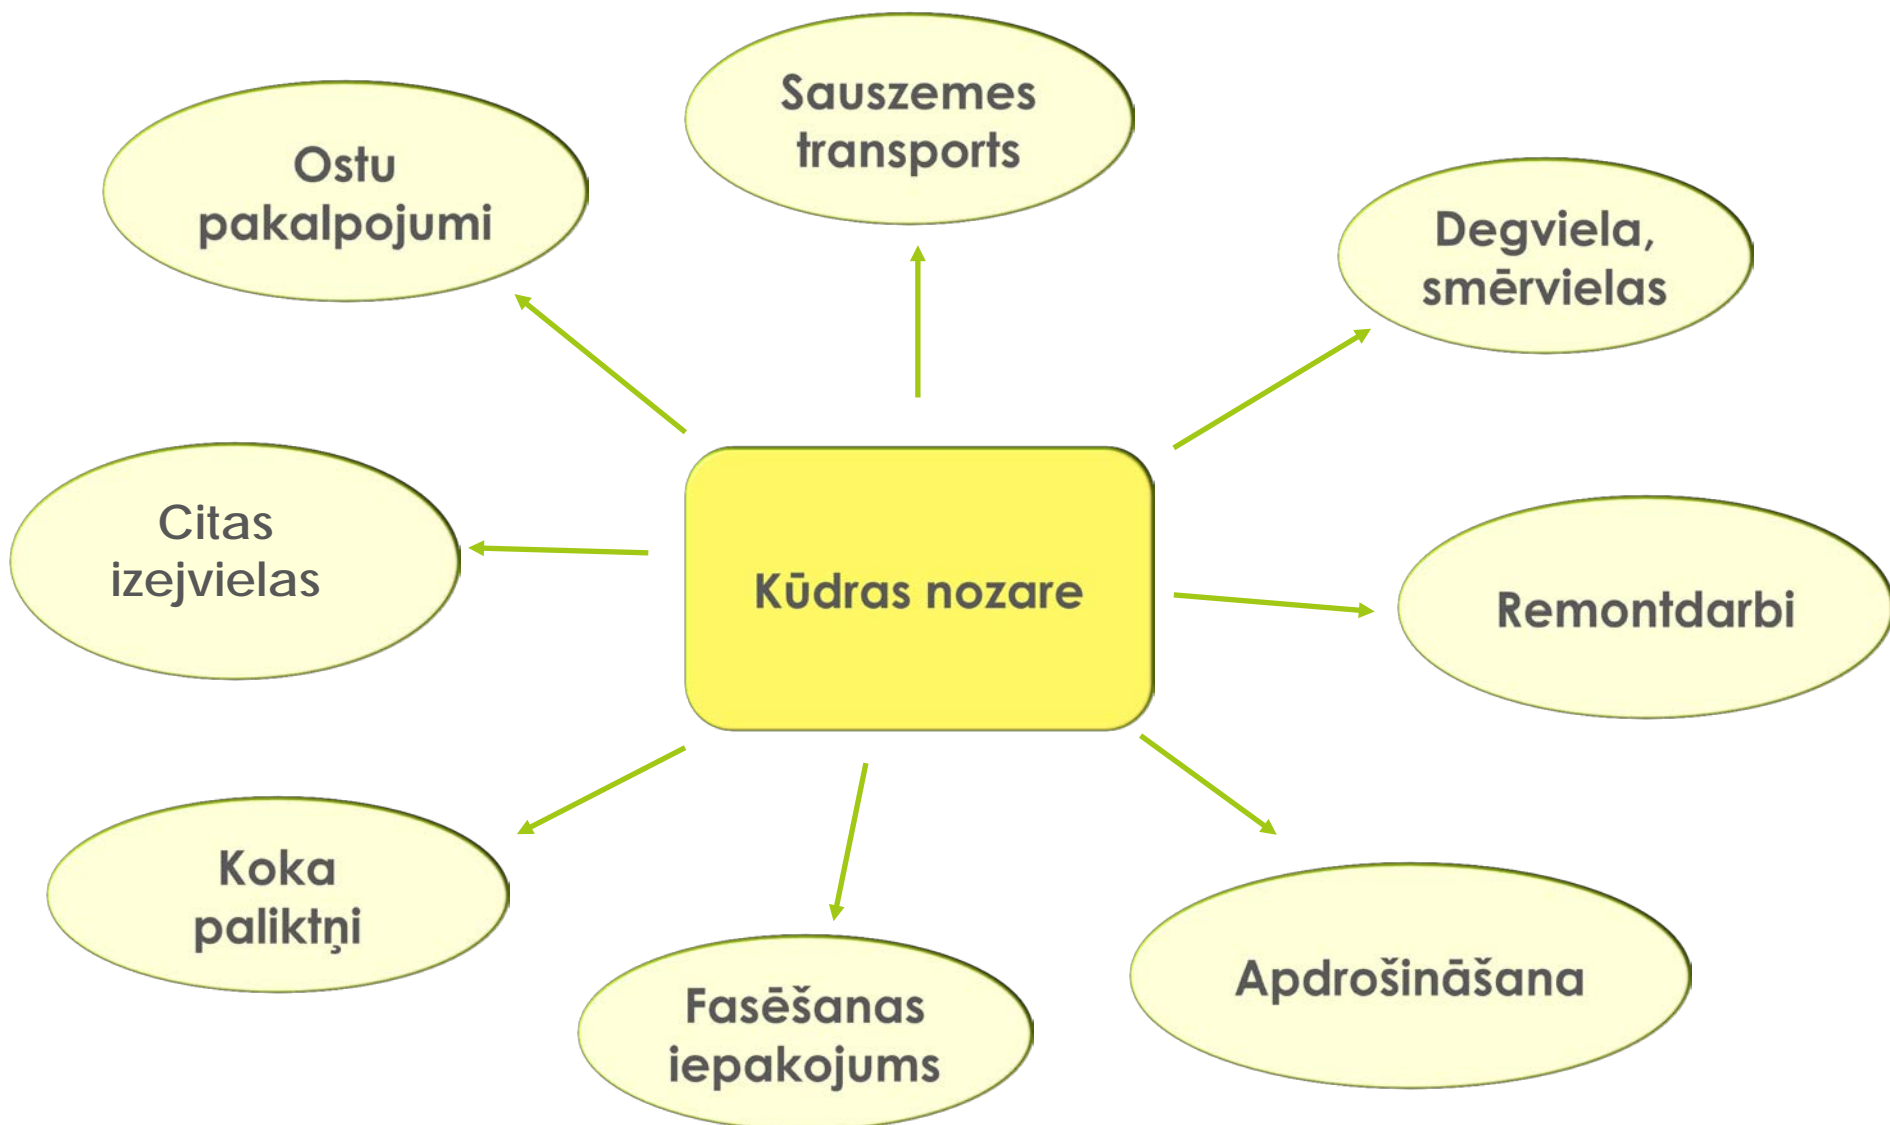 Sauszemes
transports
Ostu
pakalpojumi
Degviela,
smērvielas
Citas
izejvielas
Kūdras nozare
Remontdarbi
Koka
paliktņi
Fasēšanas
iepakojums
Apdrošināšana